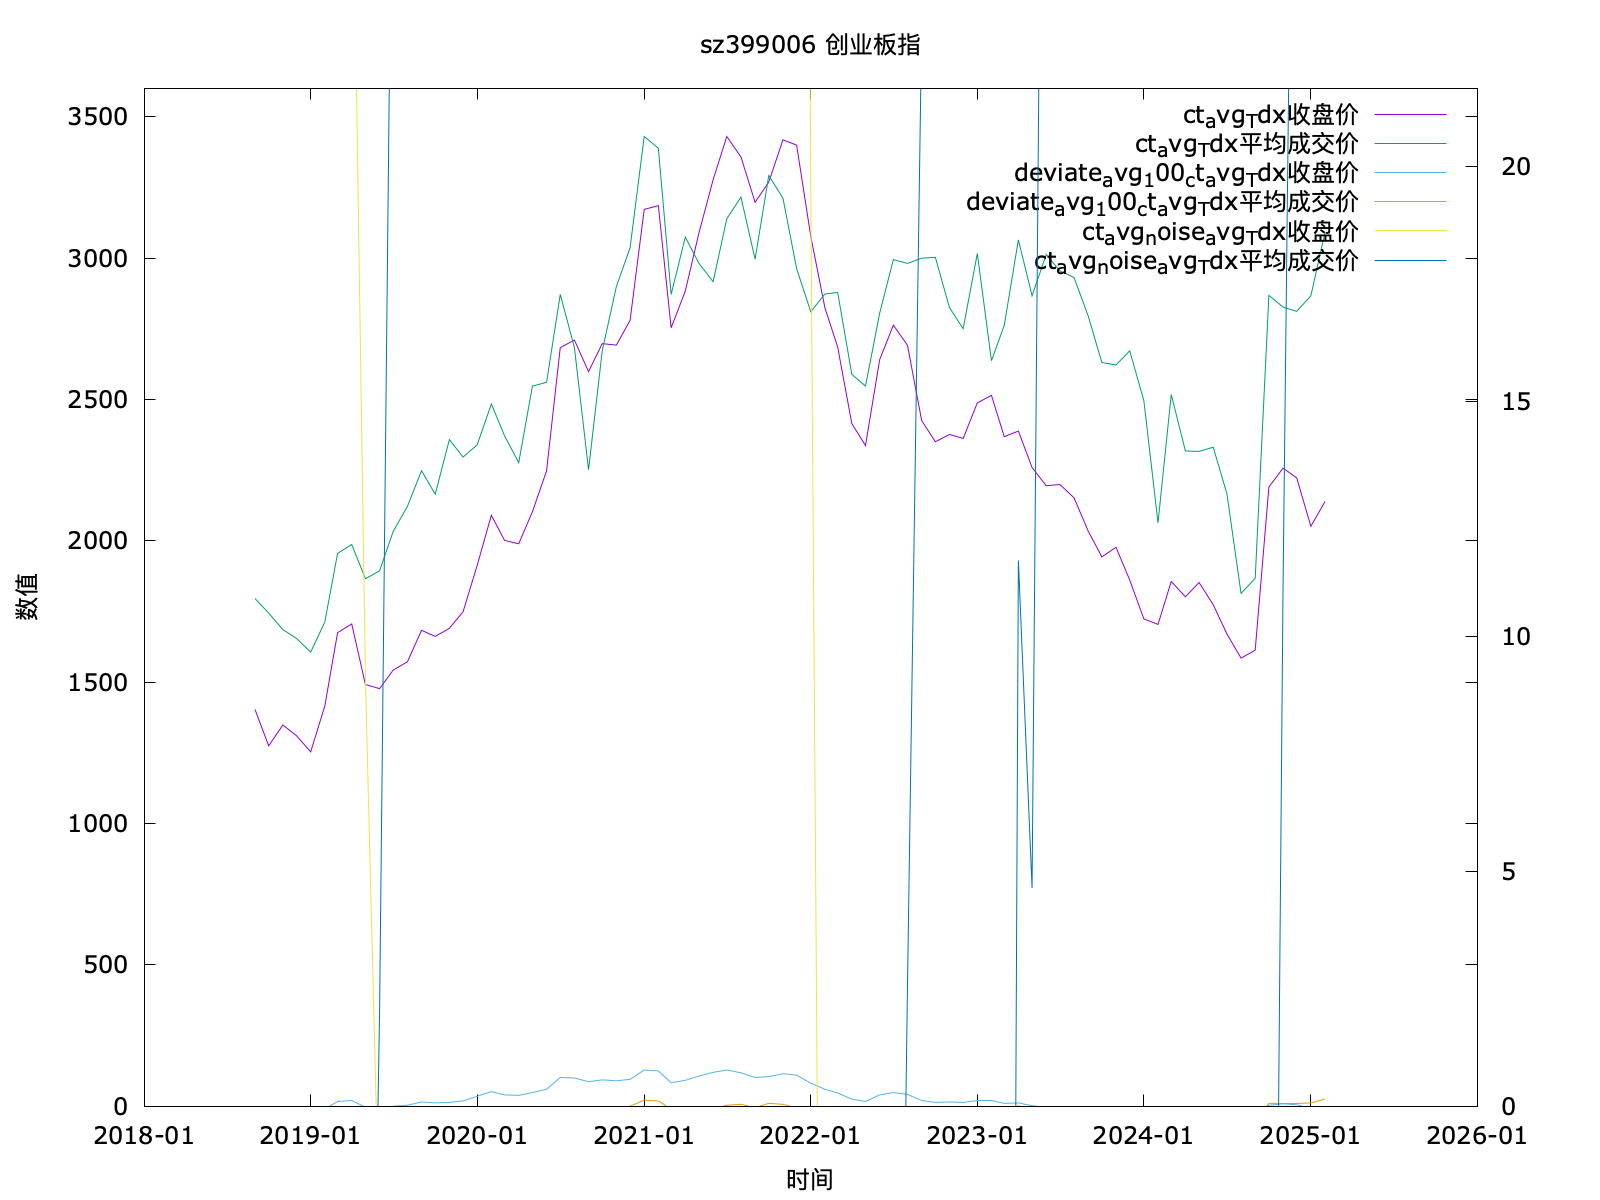 sz399006 创业板指
ct_avg_Tdx收盘价
ct_avg_Tdx平均成交价
deviate_avg_100_ct_avg_Tdx收盘价
deviate_avg_100_ct_avg_Tdx平均成交价
ct_avg_noise_avg_Tdx收盘价
ct_avg_noise_avg_Tdx平均成交价
3500
3000
2500
2000
1500
1000
500
0
20
15
10
5
0
数值
2018-01 2019-01 2020-01 2021-01 2022-01 2023-01 2024-01 2025-01 2026-01
时间